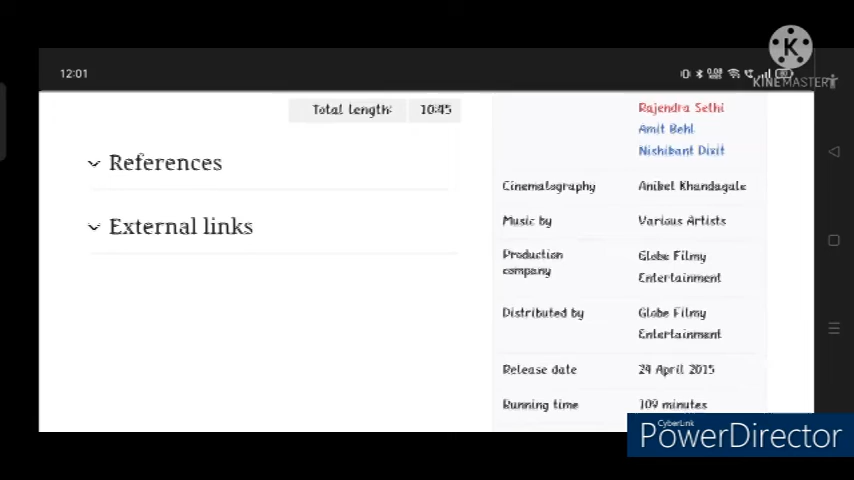 12:01
KINEMASTER
Total length: 10:45
References
External links
Rajendra Sethi
Amit Behl
Nishikant Dixit
Cinematography Aniket Khandagale
Music by Various Artists
Production company Globe Filmy Entertainment
Distributed by Globe Filmy Entertainment
Release date 24 April 2015
Running time 109 minutes
CyberLink
PowerDirector